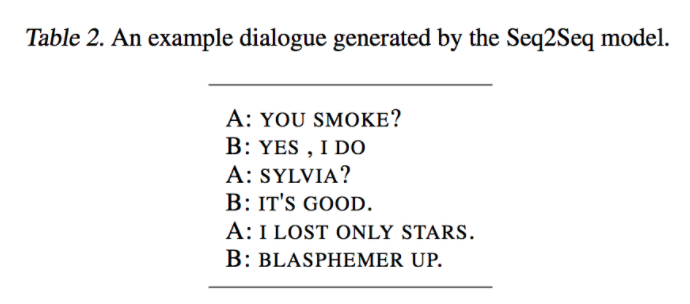 Table 2. An example dialogue generated by the Seq2Seq model.
A: YOU SMOKE?
B: YES , I DO
A: SYLVIA?
B: IT'S GOOD.
A: I LOST ONLY STARS.
B: BLASPHEMER UP.